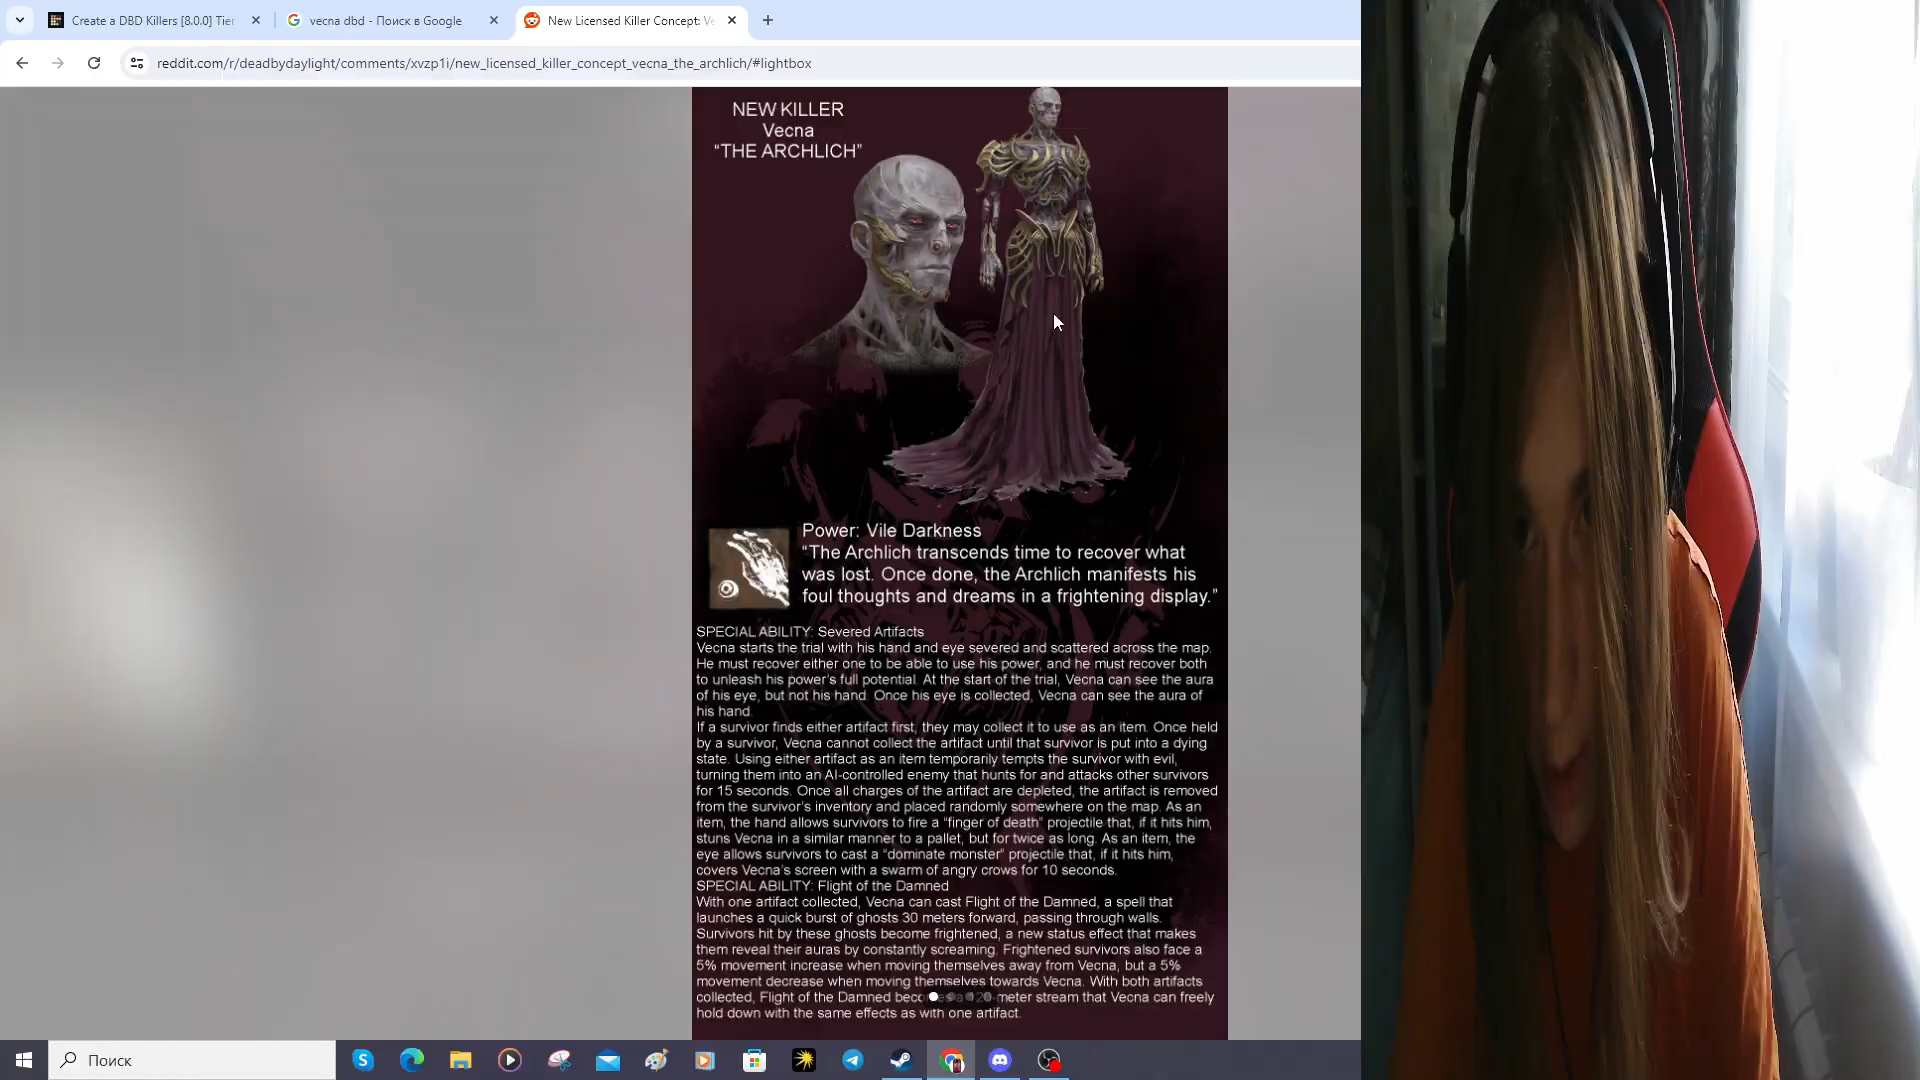 Create a DBD Killers [8.0.0] Tier
vecna dbd - Поиск в Google
New Licensed Killer Concept: Ve
reddit.com/r/deadbydaylight/comments/xvzp1i/new_licensed_killer_concept_vecna_the_archlich/#lightbox
NEW KILLER
Vecna
“THE ARCHLICH”
Power: Vile Darkness
“The Archlich transcends time to recover what
was lost. Once done, the Archlich manifests his
foul thoughts and dreams in a frightening display.”
SPECIAL ABILITY: Severed Artifacts
Vecna starts the trial with his hand and eye severed and scattered across the map.
He must recover either one to be able to use his power, and he must recover both
to unleash his power’s full potential. At the start of the trial, Vecna can see the aura
of his eye, but not his hand. Once his eye is collected, Vecna can see the aura of
his hand.
If a survivor finds either artifact first, they may collect it to use as an item. Once held
by a survivor, Vecna cannot collect the artifact until that survivor is put into a dying
state. Using either artifact as an item temporarily tempts the survivor with evil,
turning them into an AI-controlled enemy that hunts for and attacks other survivors
for 15 seconds. Once all charges of the artifact are depleted, the artifact is removed
from the survivor’s inventory and placed randomly somewhere on the map. As an
item, the hand allows survivors to fire a “finger of death” projectile that, if it hits him,
stuns Vecna in a similar manner to a pallet, but for twice as long. As an item, the
eye allows survivors to cast a “dominate monster” projectile that, if it hits him,
covers Vecna’s screen with a swarm of angry crows for 10 seconds.
SPECIAL ABILITY: Flight of the Damned
With one artifact collected, Vecna can cast Flight of the Damned, a spell that
launches a quick burst of ghosts 30 meters forward, passing through walls.
Survivors hit by these ghosts become frightened, a new status effect that makes
them reveal their auras by constantly screaming. Frightened survivors also face a
5% movement increase when moving themselves away from Vecna, but a 5%
movement decrease when moving themselves towards Vecna. With both artifacts
collected, Flight of the Damned meter stream that Vecna can freely
hold down with the same effects as with one artifact.
Поиск